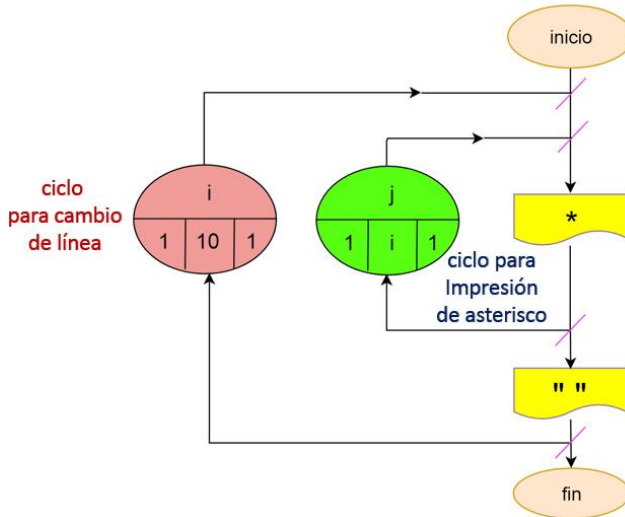 inicio
ciclo
para cambio
de línea
i
1 10 1
j
1 i 1
*
ciclo para
Impresión
de asterisco
" "
fin